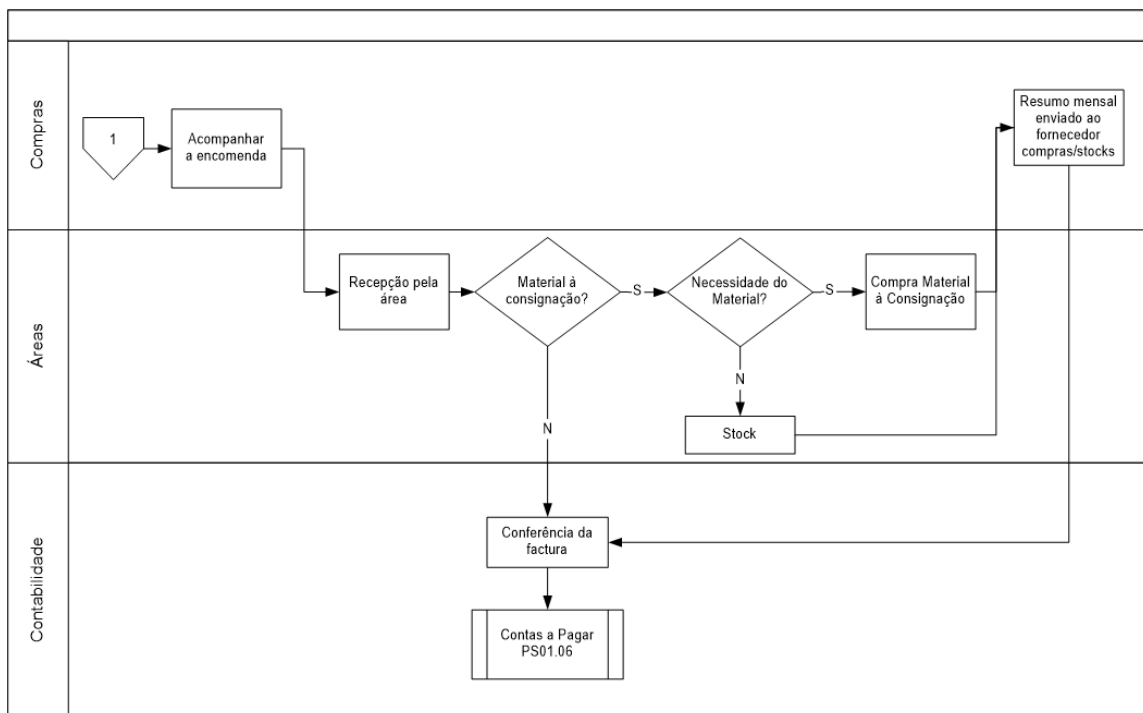 Compras
1
Acompanhar
a encomenda
Resumo mensal
enviado ao
fornecedor
compras/stocks
Áreas
Recepção pela
área
Material à
consignação?
S
Necessidade do
Material?
S
Compra Material
à Consignação
N
N
Stock
Contabilidade
Conferência da
factura
Contas a Pagar
PS01.06